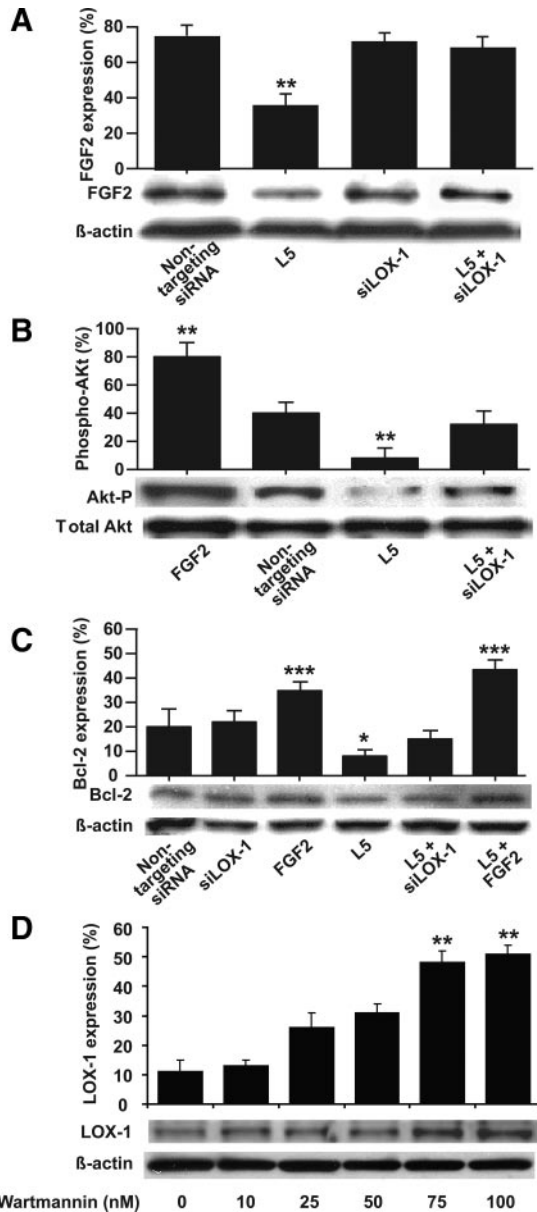 A
FGF2 expression (%)
80
60
40
20
0
**
FGF2
ß-actin
Non-
targeting
siRNA
L5
siLOX-1
L5 +
siLOX-1
B
Phospho-AKt (%)
100
80
60
40
20
0
**
**
Akt-P
Total Akt
FGF2
Non-
targeting
siRNA
L5
L5 +
siLOX-1
C
Bcl-2 expression (%)
60
50
40
30
20
10
0
***
*
***
Bcl-2
ß-actin
Non-
targeting
siRNA
siLOX-1
FGF2
L5
L5 +
siLOX-1
L5 +
FGF2
D
LOX-1 expression (%)
60
50
40
30
20
10
0
**
**
LOX-1
ß-actin
Wartmannin (nM) 0 10 25 50 75 100